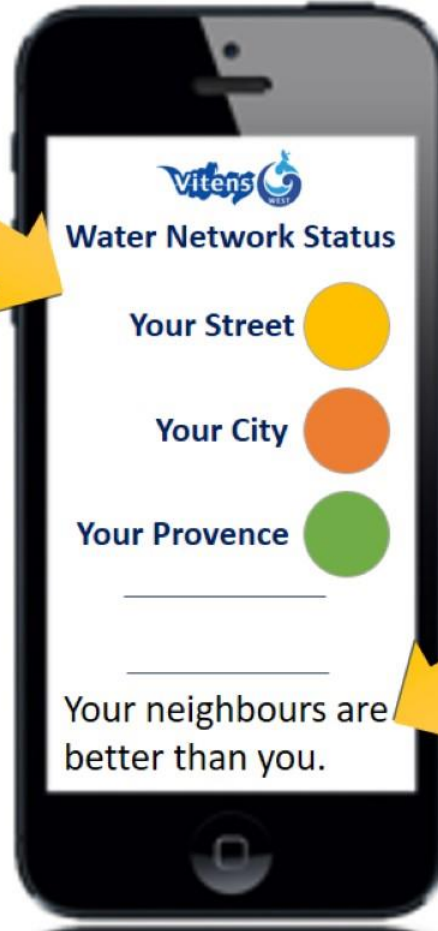 Vitens
WEST
Water Network Status
Your Street
Your City
Your Provence
Your neighbours are
better than you.